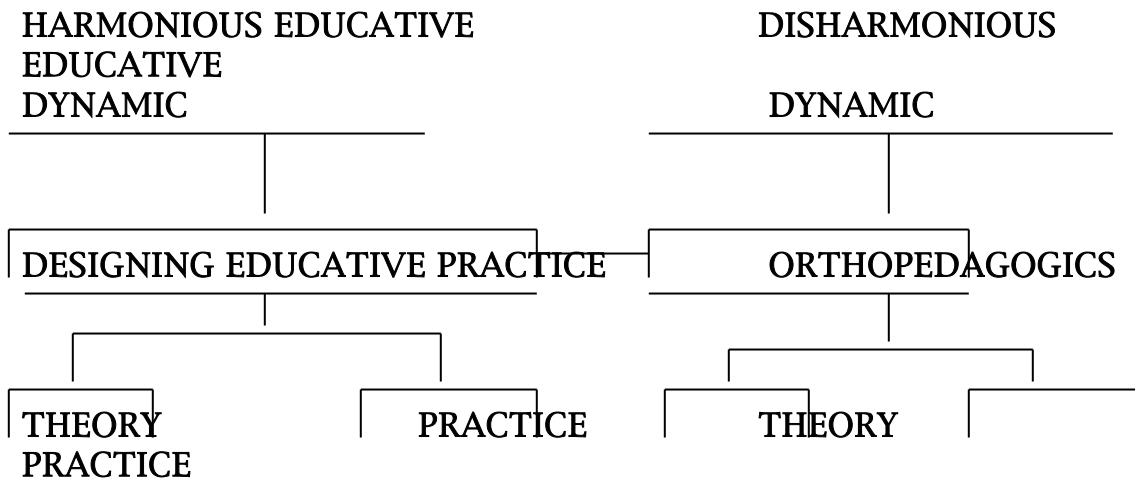 HARMONIOUS EDUCATIVE DISHARMONIOUS
EDUCATIVE
DYNAMIC DYNAMIC
DESIGNING EDUCATIVE PRACTICE ORTHOPEDAGOGICS
THEORY PRACTICE THEORY
PRACTICE